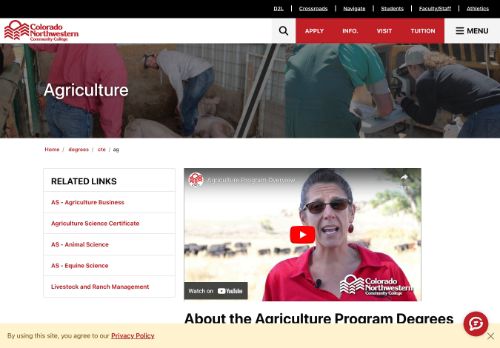 D2L | Crossroads | Navigate | Students | Faculty/Staff | Athletics
Colorado
Northwestern
Community College
APPLY INFO. VISIT TUITION MENU
Agriculture
Home / degrees / cte / ag
RELATED LINKS
AS - Agriculture Business
Agriculture Science Certificate
AS - Animal Science
AS - Equine Science
Livestock and Ranch Management
Agriculture Program Overview
Share
Watch on YouTube
Colorado
Northwestern
Community College
About the Agriculture Program Degrees
By using this site, you agree to our Privacy Policy